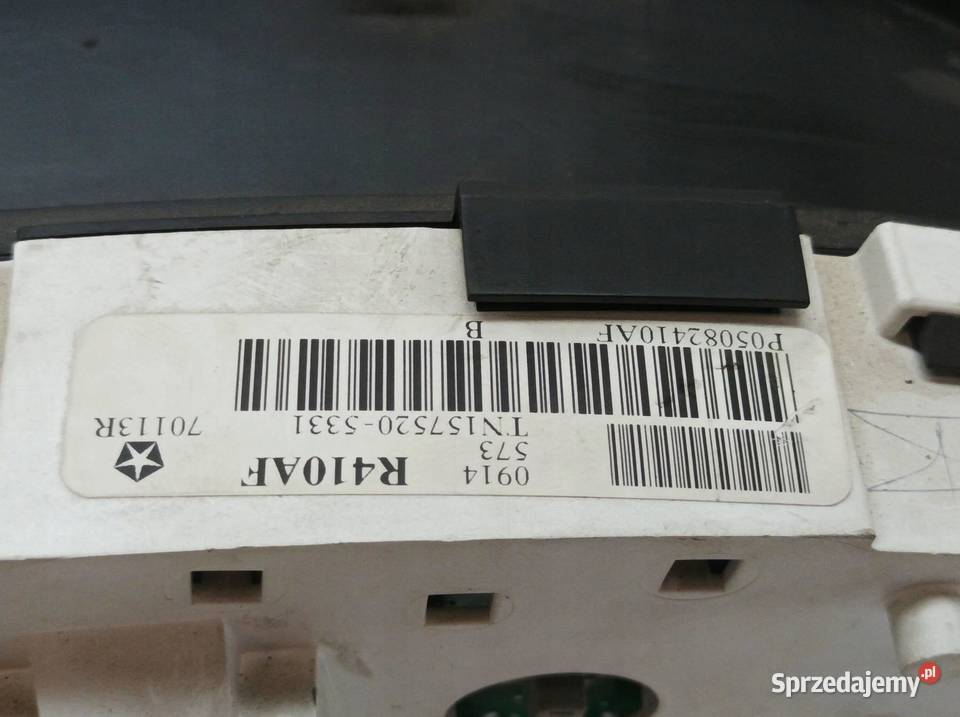 0914
573
R410AF
TN157520-5331
70113R
P05082410AF
B
Sprzedajemy.pl